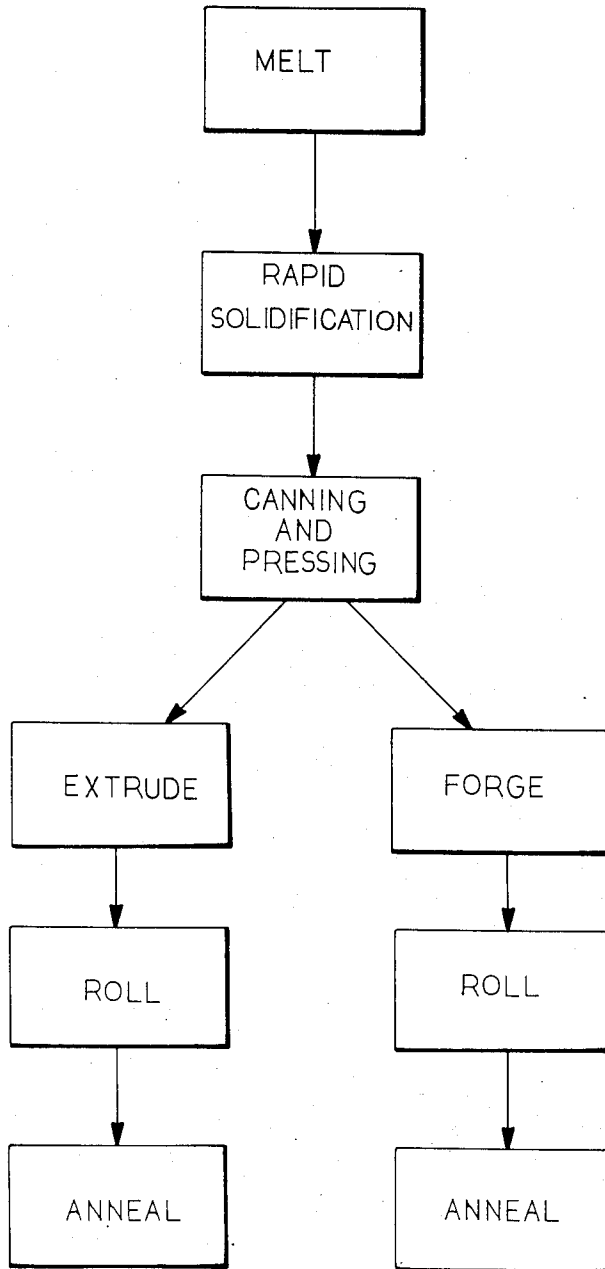 MELT
RAPID
SOLIDIFICATION
CANNING
AND
PRESSING
EXTRUDE
FORGE
ROLL
ROLL
ANNEAL
ANNEAL